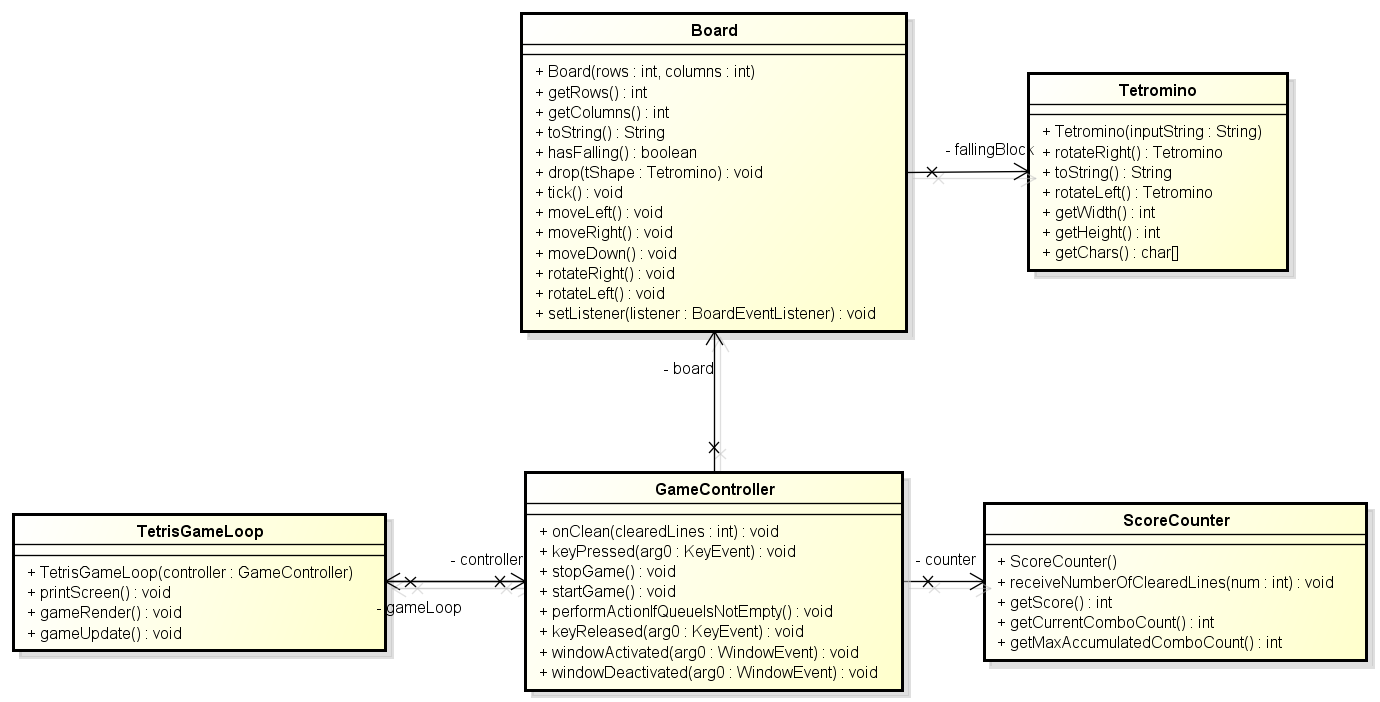 Board
+ Board(rows : int, columns : int)
+ getRows() : int
+ getColumns() : int
+ toString() : String
+ hasFalling() : boolean
+ drop(tShape : Tetromino) : void
+ tick() : void
+ moveLeft() : void
+ moveRight() : void
+ moveDown() : void
+ rotateRight() : void
+ rotateLeft() : void
+ setListener(listener : BoardEventListener) : void
- fallingBlock
Tetromino
+ Tetromino(inputString : String)
+ rotateRight() : Tetromino
+ toString() : String
+ rotateLeft() : Tetromino
+ getWidth() : int
+ getHeight() : int
+ getChars() : char[]
- board
TetrisGameLoop
+ TetrisGameLoop(controller : GameController)
+ printScreen() : void
+ gameRender() : void
+ gameUpdate() : void
- controller
- gameLoop
GameController
+ onClean(clearedLines : int) : void
+ keyPressed(arg0 : KeyEvent) : void
+ stopGame() : void
+ startGame() : void
+ performActionIfQueueIsNotEmpty() : void
+ keyReleased(arg0 : KeyEvent) : void
+ windowActivated(arg0 : WindowEvent) : void
+ windowDeactivated(arg0 : WindowEvent) : void
- counter
ScoreCounter
+ ScoreCounter()
+ receiveNumberOfClearedLines(num : int) : void
+ getScore() : int
+ getCurrentComboCount() : int
+ getMaxAccumulatedComboCount() : int